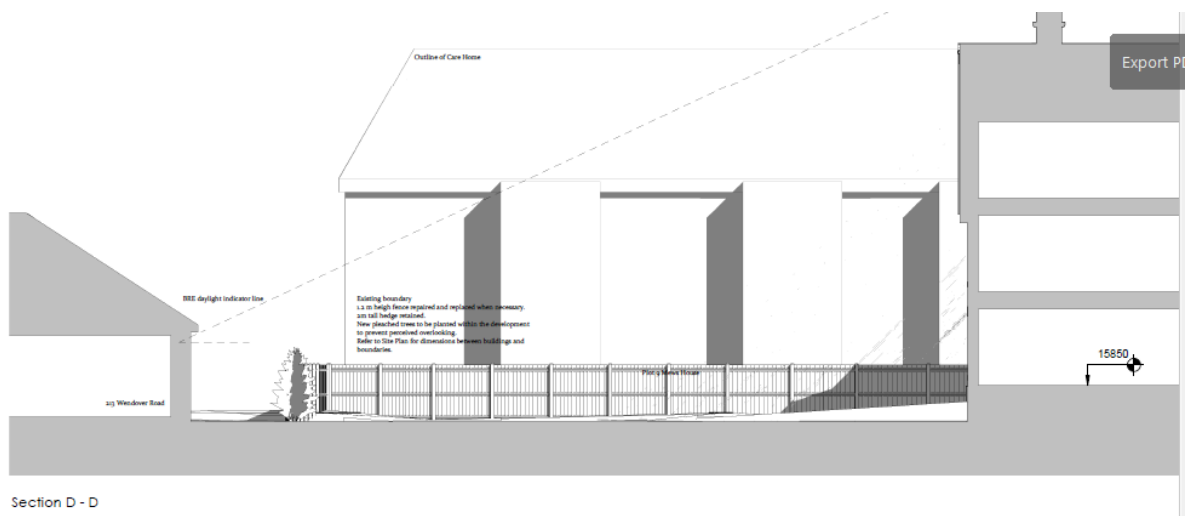 Export PD
Outline of Care Home
BRE daylight indicator line
Existing boundary
1.2 m heigh fence repaired and replaced when necessary.
2m tall hedge retained.
New pleached trees to be planted within the development
to prevent perceived overlooking.
Refer to Site Plan for dimensions between buildings and
boundaries.
15850
Plot 9 Mews House
213 Wendover Road
Section D - D